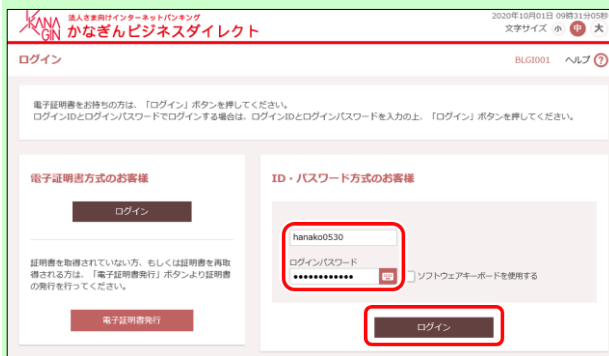 KANA GIN
法人さま向けインターネットバンキング
かなぎんビジネスダイレクト
2020年10月01日 09時31分05秒
文字サイズ 小 中 大
ログイン
BLGI001 ヘルプ ?
電子証明書をお持ちの方は、「ログイン」ボタンを押してください。
ログインIDとログインパスワードでログインする場合は、ログインIDとログインパスワードを入力の上、「ログイン」ボタンを押してください。
電子証明書方式のお客様
ログイン
証明書を取得されていない方、もしくは証明書を再取
得される方は、「電子証明書発行」ボタンより証明書
の発行を行ってください。
電子証明書発行
ID・パスワード方式のお客様
hanako0530
ログインパスワード
●●●●●●●●●●●●
ソフトウェアキーボードを使用する
ログイン